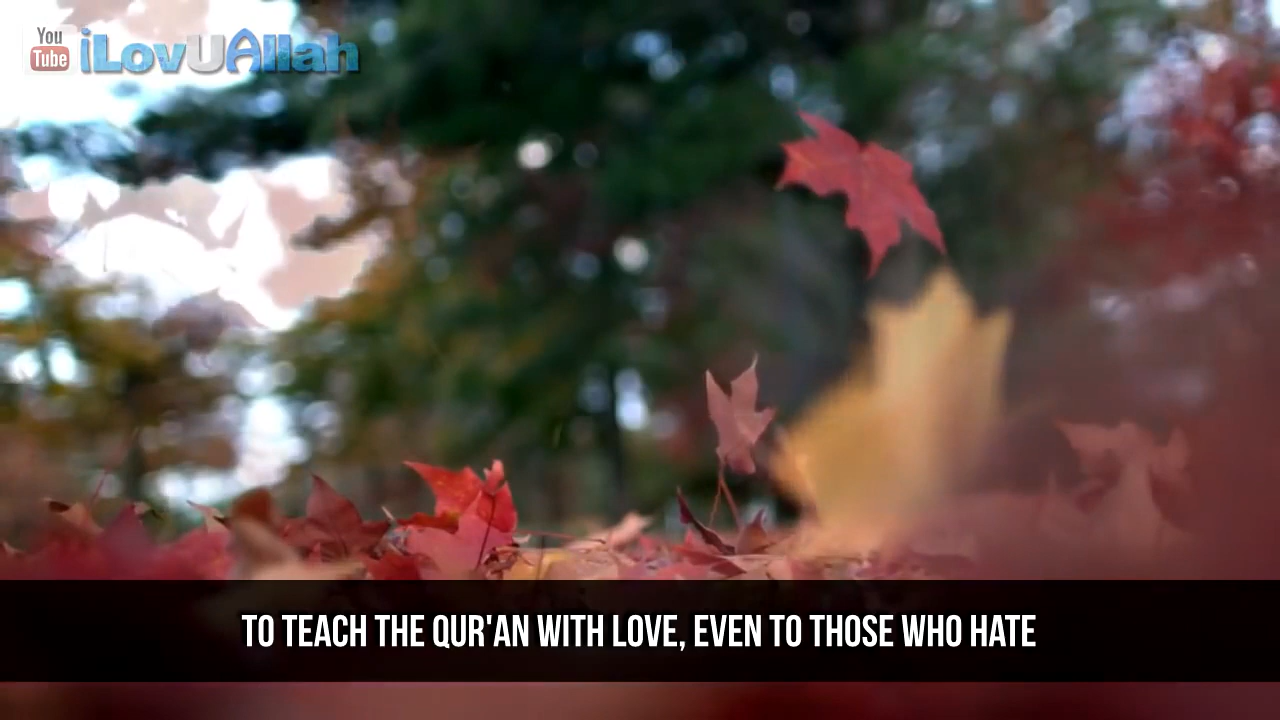 You
Tube
iLovUAllah
TO TEACH THE QUR'AN WITH LOVE, EVEN TO THOSE WHO HATE